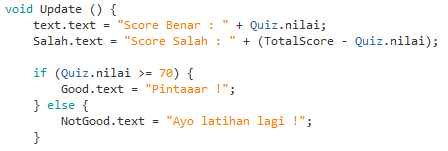 void Update () {
text.text = "Score Benar : " + Quiz.nilai;
Salah.text = "Score Salah : " + (TotalScore - Quiz.nilai);
if (Quiz.nilai >= 70) {
Good.text = "Pintaaar !";
} else {
NotGood.text = "Ayo latihan lagi !";
}